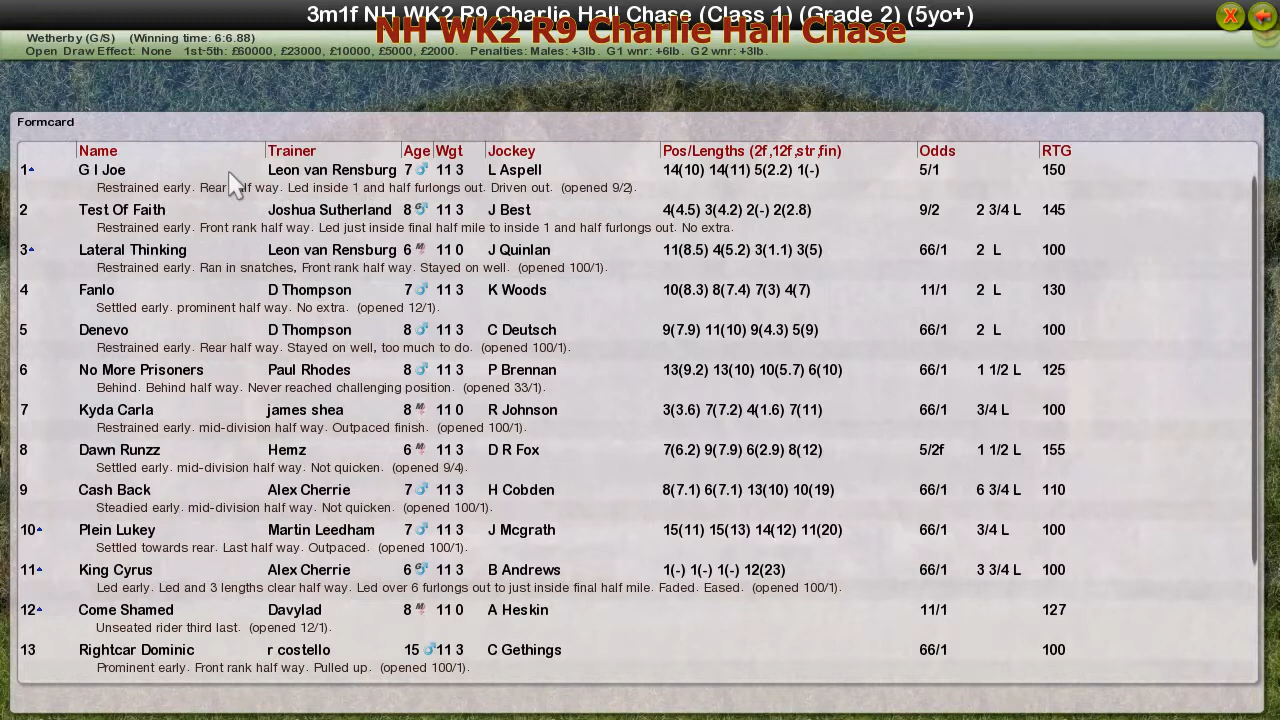 3m1f NH WK2 R9 Charlie Hall Chase (Class 1) (Grade 2) (5yo+)
NH WK2 R9 Charlie Hall Chase
Wetherby (G/S) (Winning time: 6:6.88)
Open Draw Effect: None 1st-5th: £60000, £23000, £10000, £5000, £2000. Penalties: Males: +3lb. G1 wnr: +6lb. G2 wnr: +3lb.
Formcard
Name Trainer Age Wgt Jockey Pos/Lengths (2f,12f,str,fin) Odds RTG
1 G I Joe Leon van Rensburg 7 11 3 L Aspell 14(10) 14(11) 5(2.2) 1(-) 5/1 150
Restrained early. Rear half way. Led inside 1 and half furlongs out. Driven out. (opened 9/2).
2 Test Of Faith Joshua Sutherland 8 11 3 J Best 4(4.5) 3(4.2) 2(-) 2(2.8) 9/2 2 3/4 L 145
Restrained early. Front rank half way. Led just inside final half mile to inside 1 and half furlongs out. No extra.
3 Lateral Thinking Leon van Rensburg 6 11 0 J Quinlan 11(8.5) 4(5.2) 3(1.1) 3(5) 66/1 2 L 100
Restrained early. Ran in snatches, Front rank half way. Stayed on well. (opened 100/1).
4 Fanlo D Thompson 7 11 3 K Woods 10(8.3) 8(7.4) 7(3) 4(7) 11/1 2 L 130
Settled early. prominent half way. No extra. (opened 12/1).
5 Denevo D Thompson 8 11 3 C Deutsch 9(7.9) 11(10) 9(4.3) 5(9) 66/1 2 L 100
Restrained early. Rear half way. Stayed on well, too much to do. (opened 100/1).
6 No More Prisoners Paul Rhodes 8 11 3 P Brennan 13(9.2) 13(10) 10(5.7) 6(10) 66/1 1 1/2 L 125
Behind. Behind half way. Never reached challenging position. (opened 33/1).
7 Kyda Carla james shea 8 11 0 R Johnson 3(3.6) 7(7.2) 4(1.6) 7(11) 66/1 3/4 L 100
Restrained early. mid-division half way. Outpaced finish. (opened 100/1).
8 Dawn Runzz Hemz 6 11 3 D R Fox 7(6.2) 9(7.9) 6(2.9) 8(12) 5/2f 1 1/2 L 155
Settled early. mid-division half way. Not quicken. (opened 9/4).
9 Cash Back Alex Cherrie 7 11 3 H Cobden 8(7.1) 6(7.1) 13(10) 10(19) 66/1 6 3/4 L 110
Steadied early. mid-division half way. Not quicken. (opened 100/1).
10 Plein Lukey Martin Leedham 7 11 3 J Mcgrath 15(11) 15(13) 14(12) 11(20) 66/1 3/4 L 100
Settled towards rear. Last half way. Outpaced. (opened 100/1).
11 King Cyrus Alex Cherrie 6 11 3 B Andrews 1(-) 1(-) 1(-) 12(23) 66/1 3 3/4 L 100
Led early. Led and 3 lengths clear half way. Led over 6 furlongs out to just inside final half mile. Faded. Eased. (opened 100/1).
12 Come Shamed Davylad 8 11 0 A Heskin 11/1 127
Unseated rider third last. (opened 12/1).
13 Rightcar Dominic r costello 15 11 3 C Gethings 66/1 100
Prominent early. Front rank half way. Pulled up. (opened 100/1).